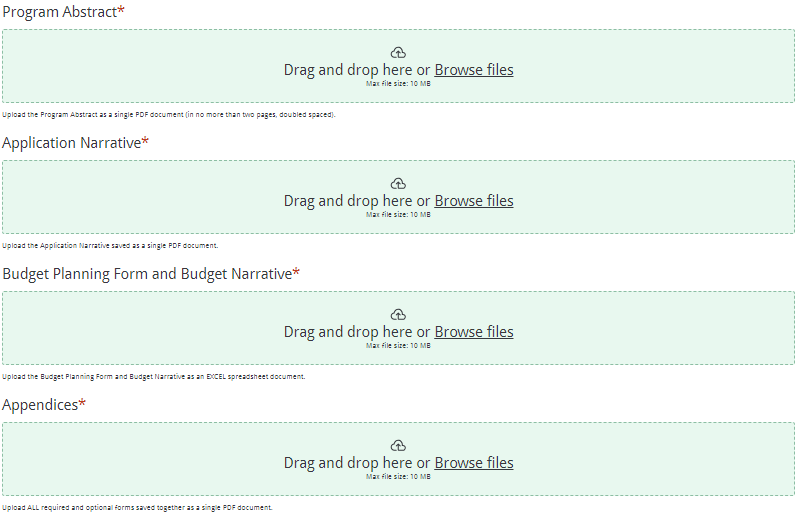 Program Abstract*
Drag and drop here or Browse files
Max file size: 10 MB
Upload the Program Abstract as a single PDF document (in no more than two pages, doubled spaced).
Application Narrative*
Drag and drop here or Browse files
Max file size: 10 MB
Upload the Application Narrative saved as a single PDF document.
Budget Planning Form and Budget Narrative*
Drag and drop here or Browse files
Max file size: 10 MB
Upload the Budget Planning Form and Budget Narrative as an EXCEL spreadsheet document.
Appendices*
Drag and drop here or Browse files
Max file size: 10 MB
Upload ALL required and optional forms saved together as a single PDF document.